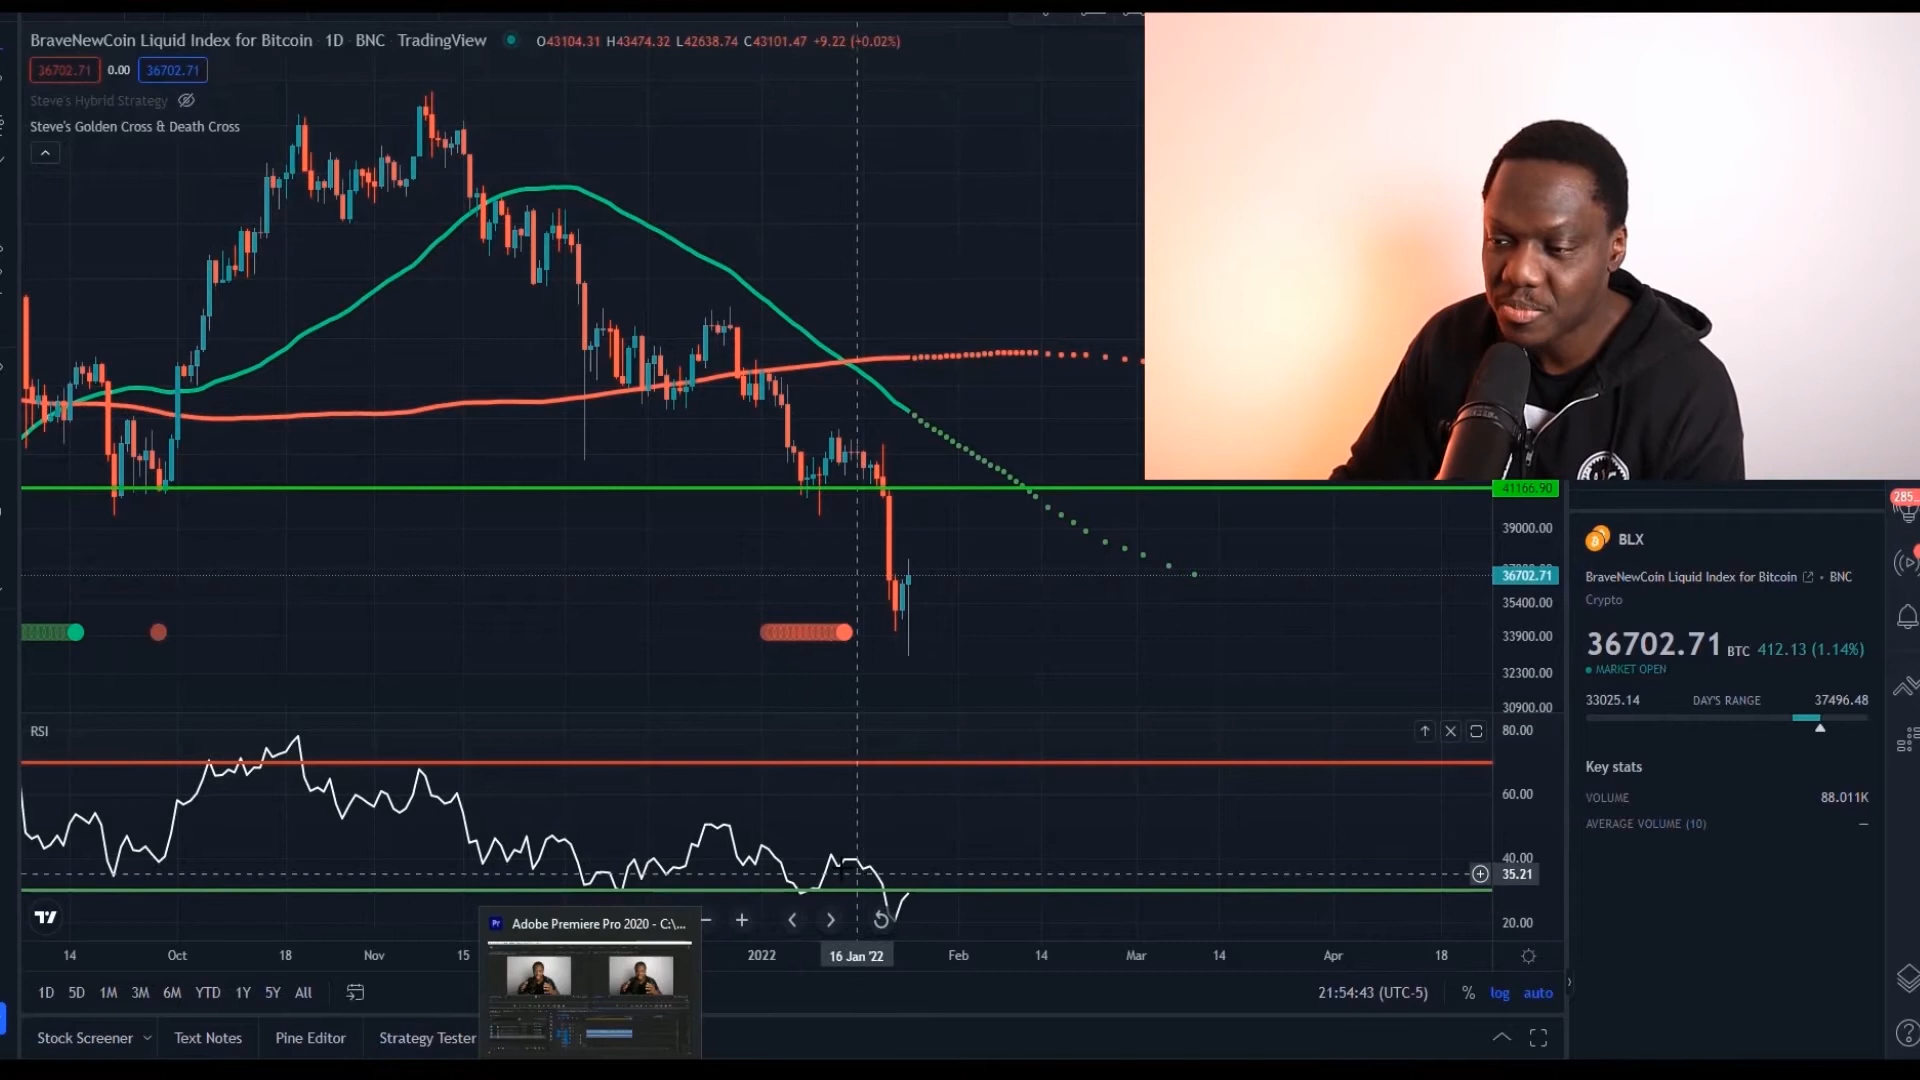 BraveNewCoin Liquid Index for Bitcoin · 1D · BNC · TradingView
O43104.31 H43474.32 L42638.74 C43101.47 +9.22 (+0.02%)
36702.71 0.00 36702.71
Steve's Hybrid Strategy
Steve's Golden Cross & Death Cross
41166.90
39000.00
36702.71
35400.00
33900.00
32300.00
30900.00
285...
BLX
BraveNewCoin Liquid Index for Bitcoin • BNC
Crypto
36702.71 BTC 412.13 (1.14%)
MARKET OPEN
33025.14 DAY'S RANGE 37496.48
Key stats
VOLUME 88.011K
AVERAGE VOLUME (10) —
RSI
80.00
60.00
40.00
35.21
20.00
Pr Adobe Premiere Pro 2020 - C:\...
14 Oct 18 Nov 15 2022 16 Jan '22 Feb 14 Mar 14 Apr 18
1D 5D 1M 3M 6M YTD 1Y 5Y All
21:54:43 (UTC-5) % log auto
Stock Screener Text Notes Pine Editor Strategy Tester